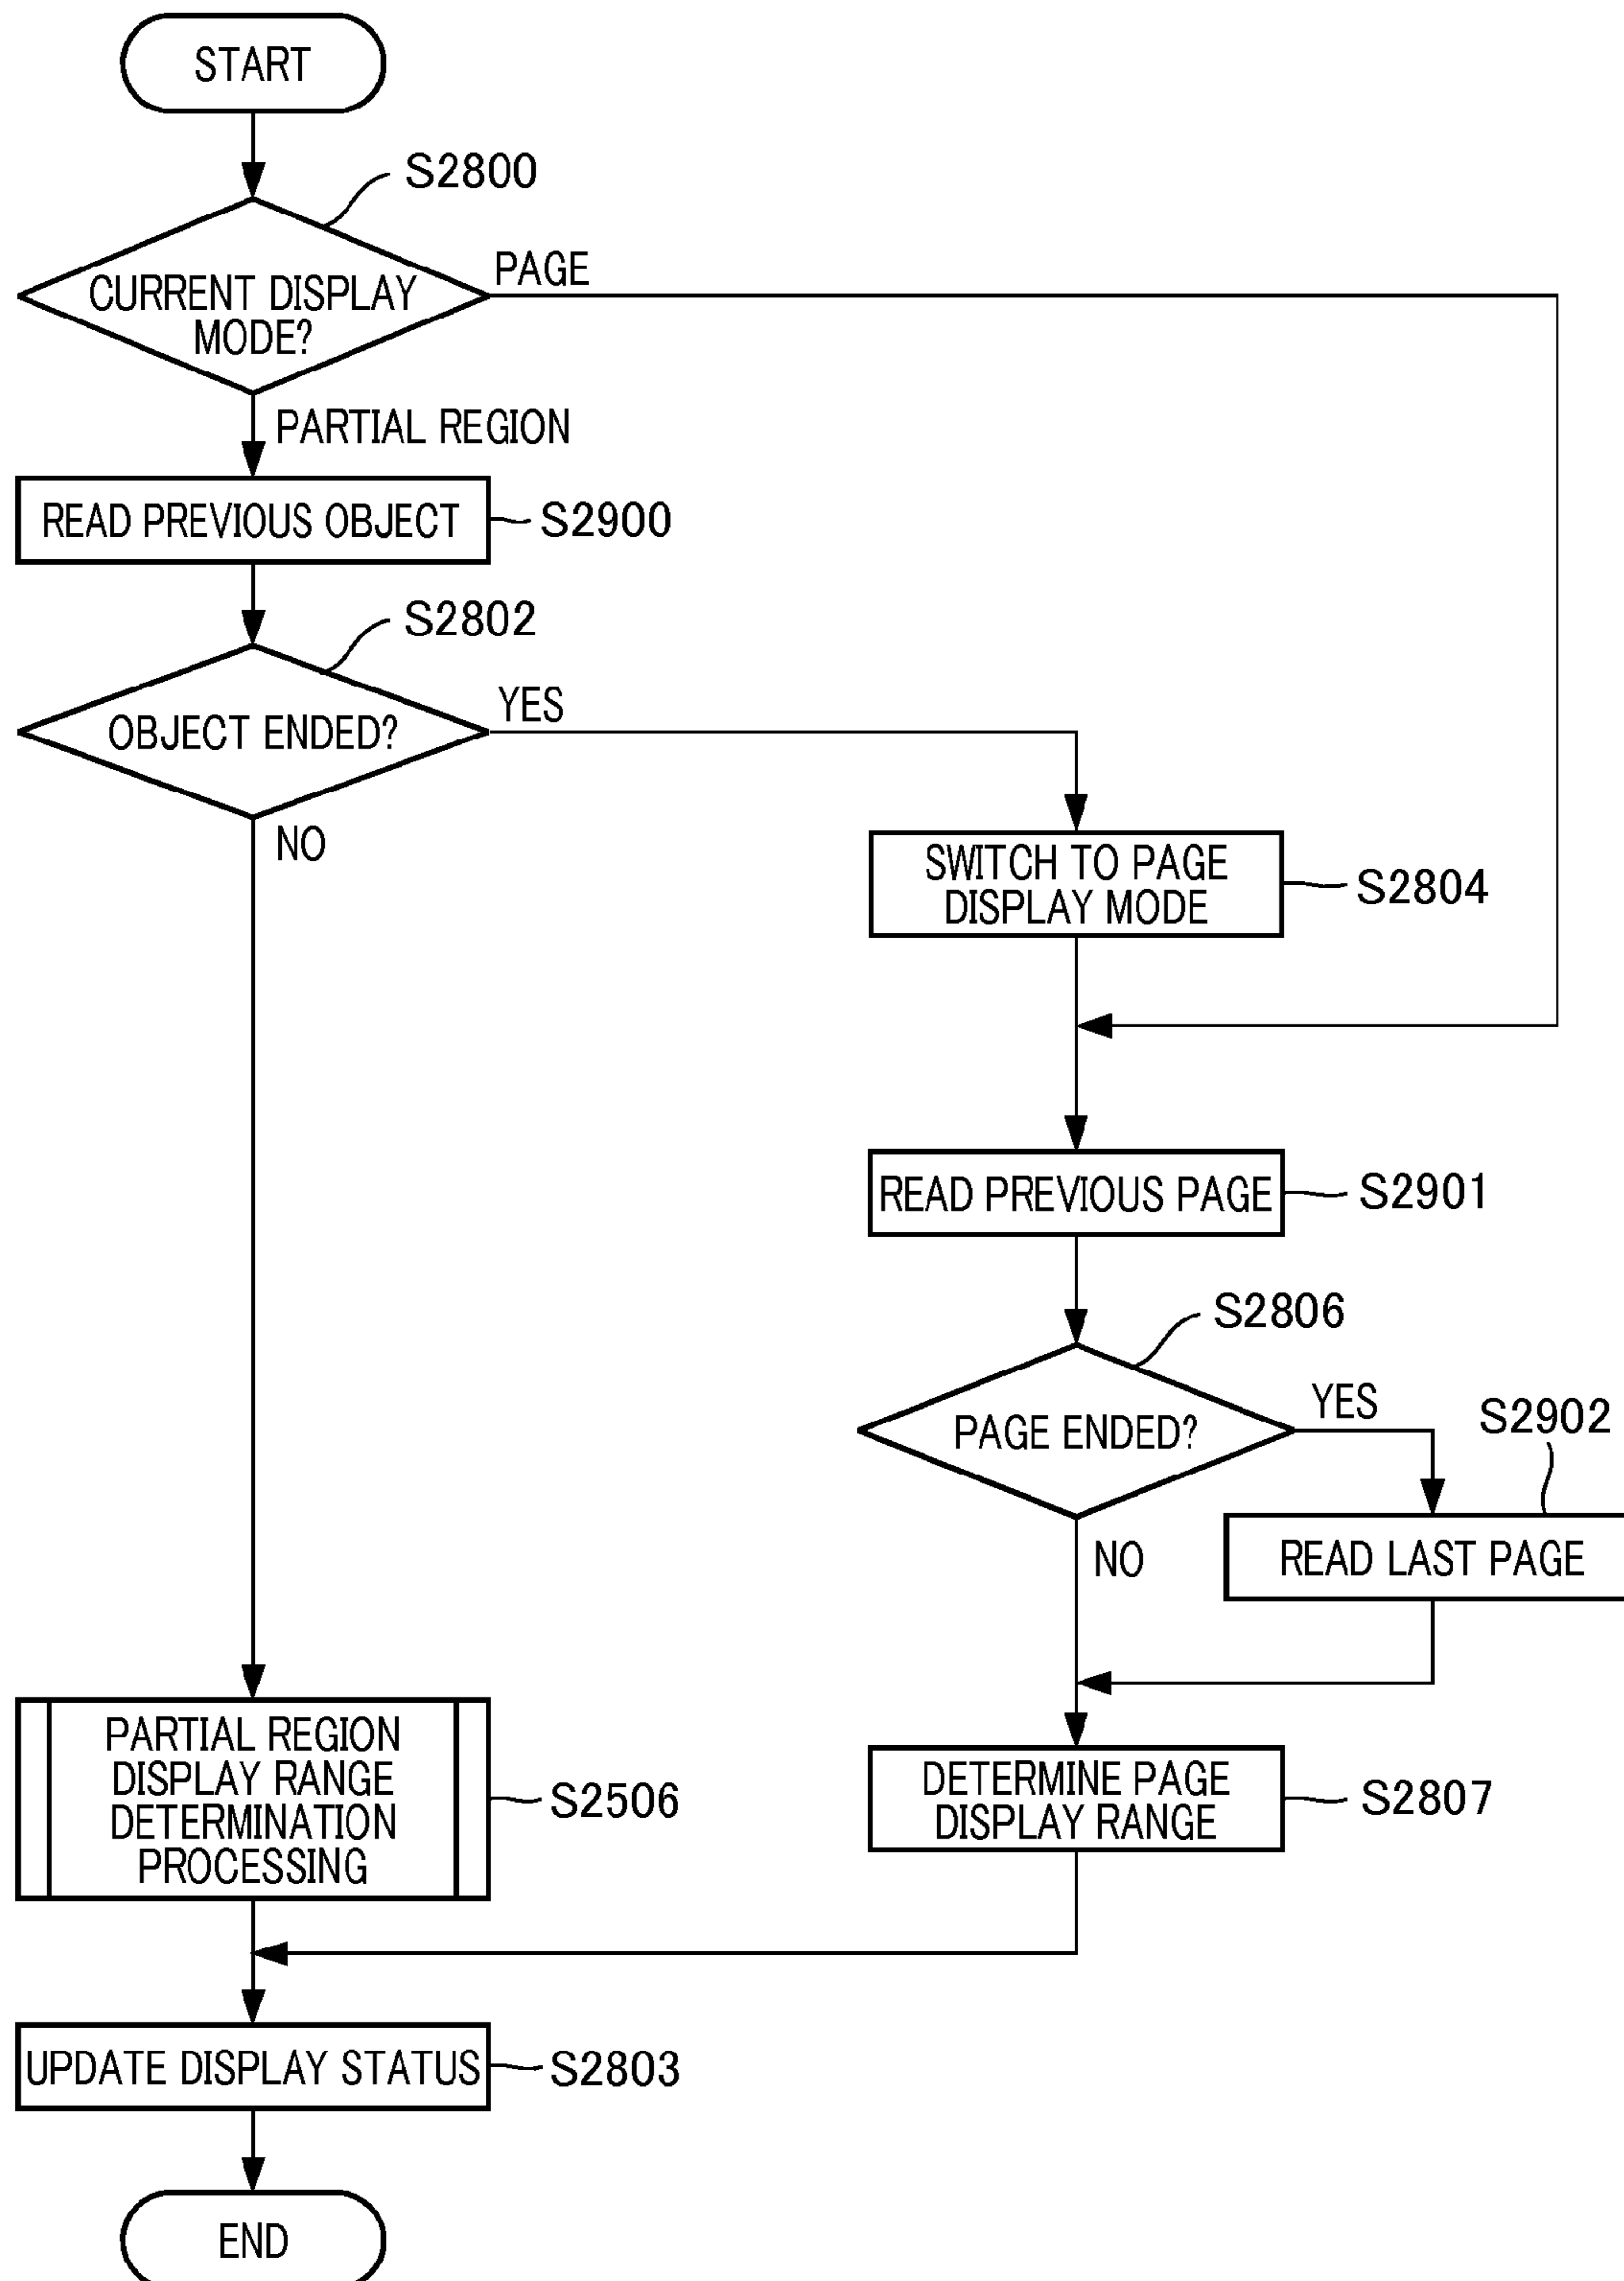 START
S2800
CURRENT DISPLAY
MODE?
PAGE
PARTIAL REGION
READ PREVIOUS OBJECT
S2900
S2802
OBJECT ENDED?
YES
NO
SWITCH TO PAGE
DISPLAY MODE
S2804
READ PREVIOUS PAGE
S2901
S2806
PAGE ENDED?
YES
S2902
NO
READ LAST PAGE
PARTIAL REGION
DISPLAY RANGE
DETERMINATION
PROCESSING
S2506
DETERMINE PAGE
DISPLAY RANGE
S2807
UPDATE DISPLAY STATUS
S2803
END